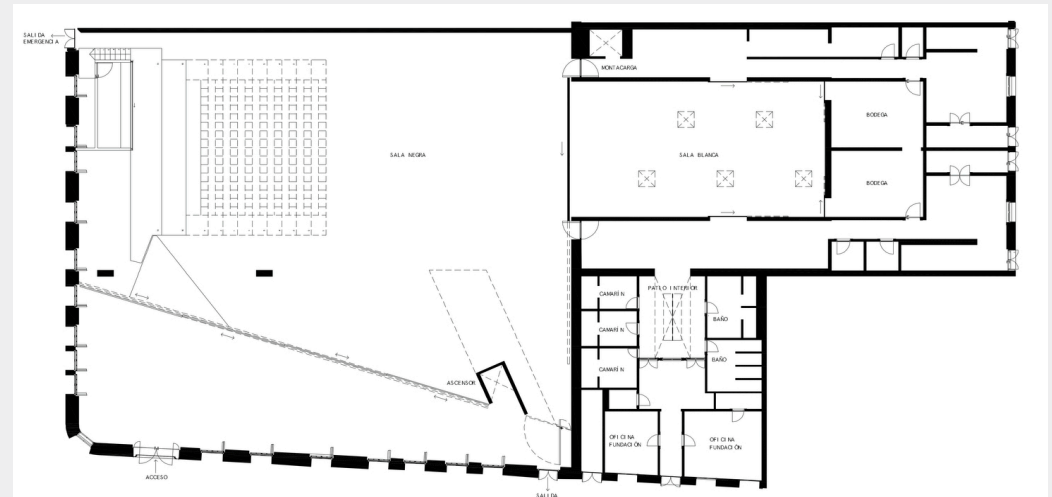 SALIDA
EMERGENCIA
MONTACARGA
SALA NEGRA
SALA BLANCA
BODEGA
BODEGA
CAMARÍN
PATIO INTERIOR
BAÑO
CAMARÍN
BAÑO
CAMARÍN
ASCENSOR
OFICINA
FUNDACIÓN
OFICINA
FUNDACIÓN
ACCESO
SALIDA